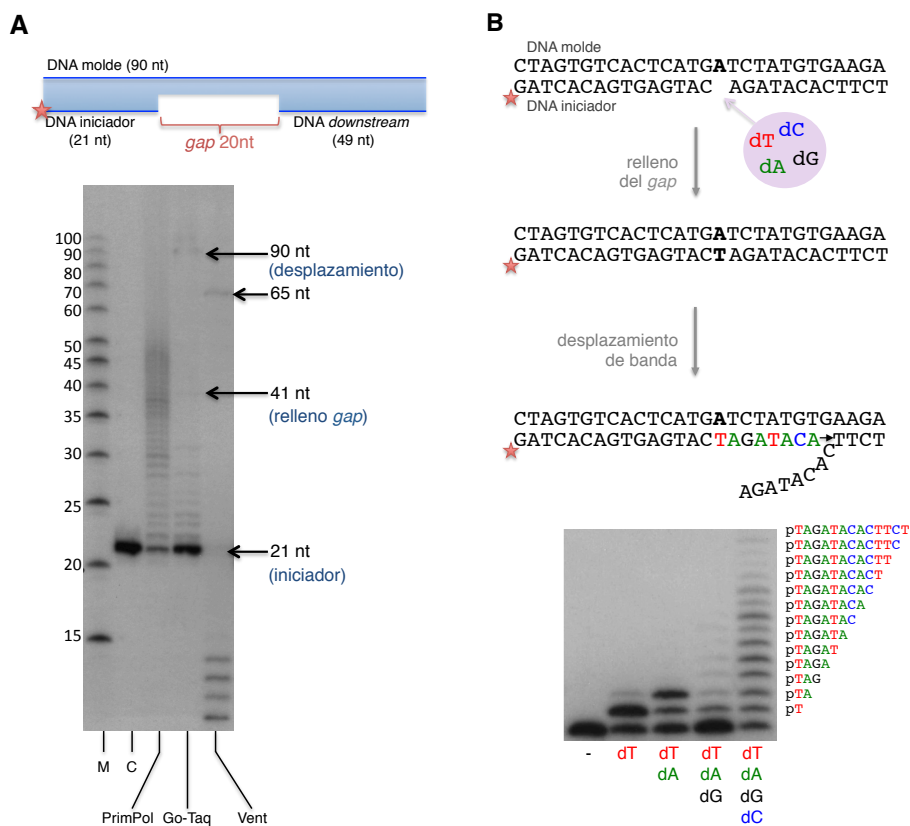 A
DNA molde (90 nt)
DNA iniciador
(21 nt)
gap 20nt
DNA downstream
(49 nt)
100
90
80
70
60
50
45
40
35
30
25
20
15
90 nt
(desplazamiento)
65 nt
41 nt
(relleno gap)
21 nt
(iniciador)
M
C
PrimPol
Go-Taq
Vent
B
DNA molde
CTAGTGTCACTCATGATCTATGTGAAGA
GATCACAGTGAGTAC AGATACACTTCT
DNA iniciador
dT
dC
dA
dG
relleno
del gap
CTAGTGTCACTCATGATCTATGTGAAGA
GATCACAGTGAGTACTAGATACACTTCT
desplazamiento
de banda
CTAGTGTCACTCATGATCTATGTGAAGA
GATCACAGTGAGTACTAGATACA TTCT
AGATACAC
pTAGATACACTTCT
pTAGATACACTTC
pTAGATACACTT
pTAGATACACT
pTAGATACAC
pTAGATACA
pTAGATAC
pTAGATA
pTAGAT
pTAGA
pTAG
pTA
pT
- dT dT dT dT
dA dA dA
dG dG
dC